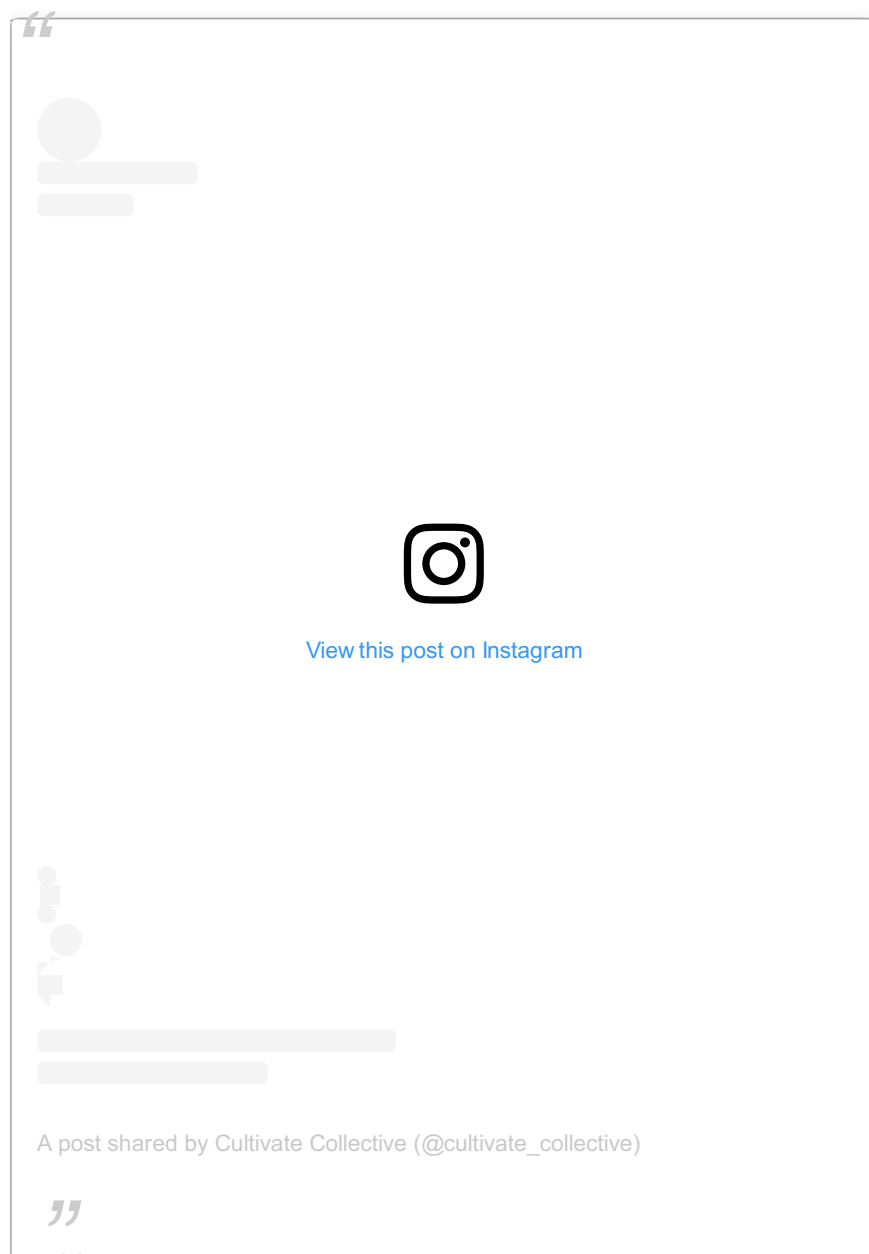 “
View this post on Instagram
A post shared by Cultivate Collective (@cultivate_collective)
”